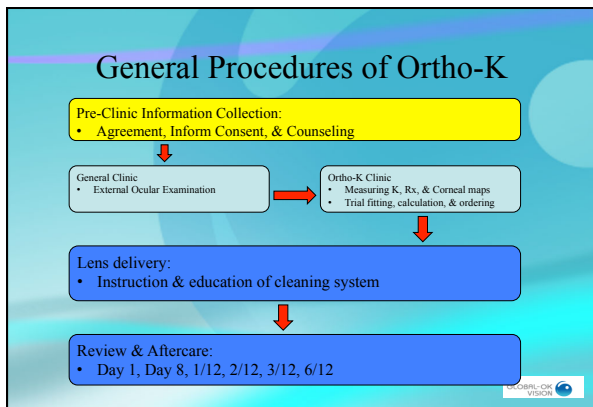 General Procedures of Ortho-K
Pre-Clinic Information Collection:
• Agreement, Inform Consent, & Counseling
General Clinic
• External Ocular Examination
Ortho-K Clinic
• Measuring K, Rx, & Corneal maps
• Trial fitting, calculation, & ordering
Lens delivery:
• Instruction & education of cleaning system
Review & Aftercare:
• Day 1, Day 8, 1/12, 2/12, 3/12, 6/12
GLOBAL-OK
VISION